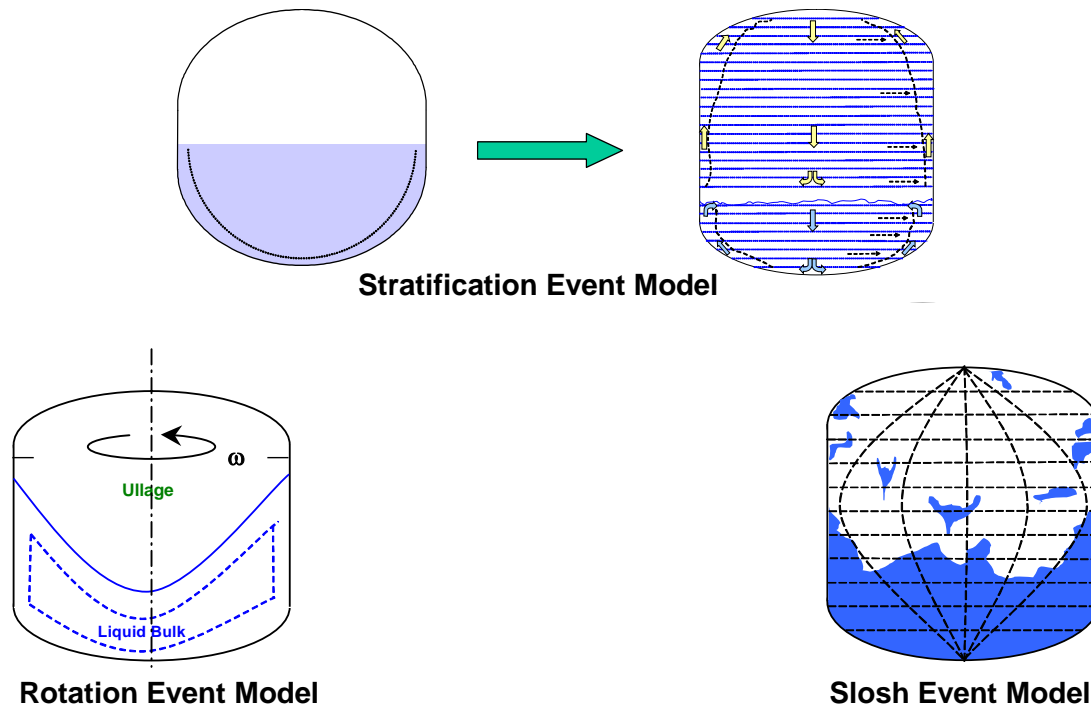 Stratification Event Model
ω
Ullage
Liquid Bulk
Rotation Event Model
Slosh Event Model